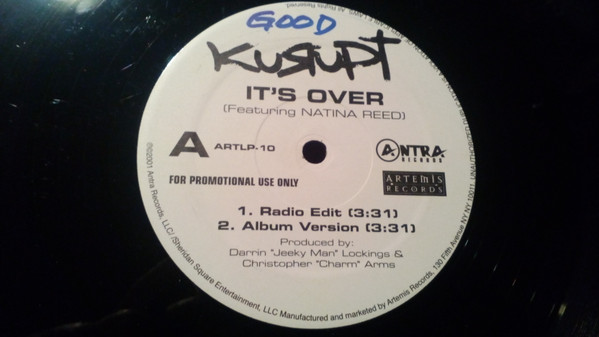 GOOD
KURUPT
IT'S OVER
(Featuring NATINA REED)
A ARTLP-10
ANTRA
RECORDS
ARTEMIS
RECORDS
FOR PROMOTIONAL USE ONLY
1. Radio Edit (3:31)
2. Album Version (3:31)
Produced by:
Darrin "Jeeky Man" Lockings &
Christopher "Charm" Arms
℗©2001 Antra Records, LLC/ /Sheridan Square Entertainment, LLC Manufactured and marketed by Artemis Records, 130 Fifth Avenue NY NY 10011.